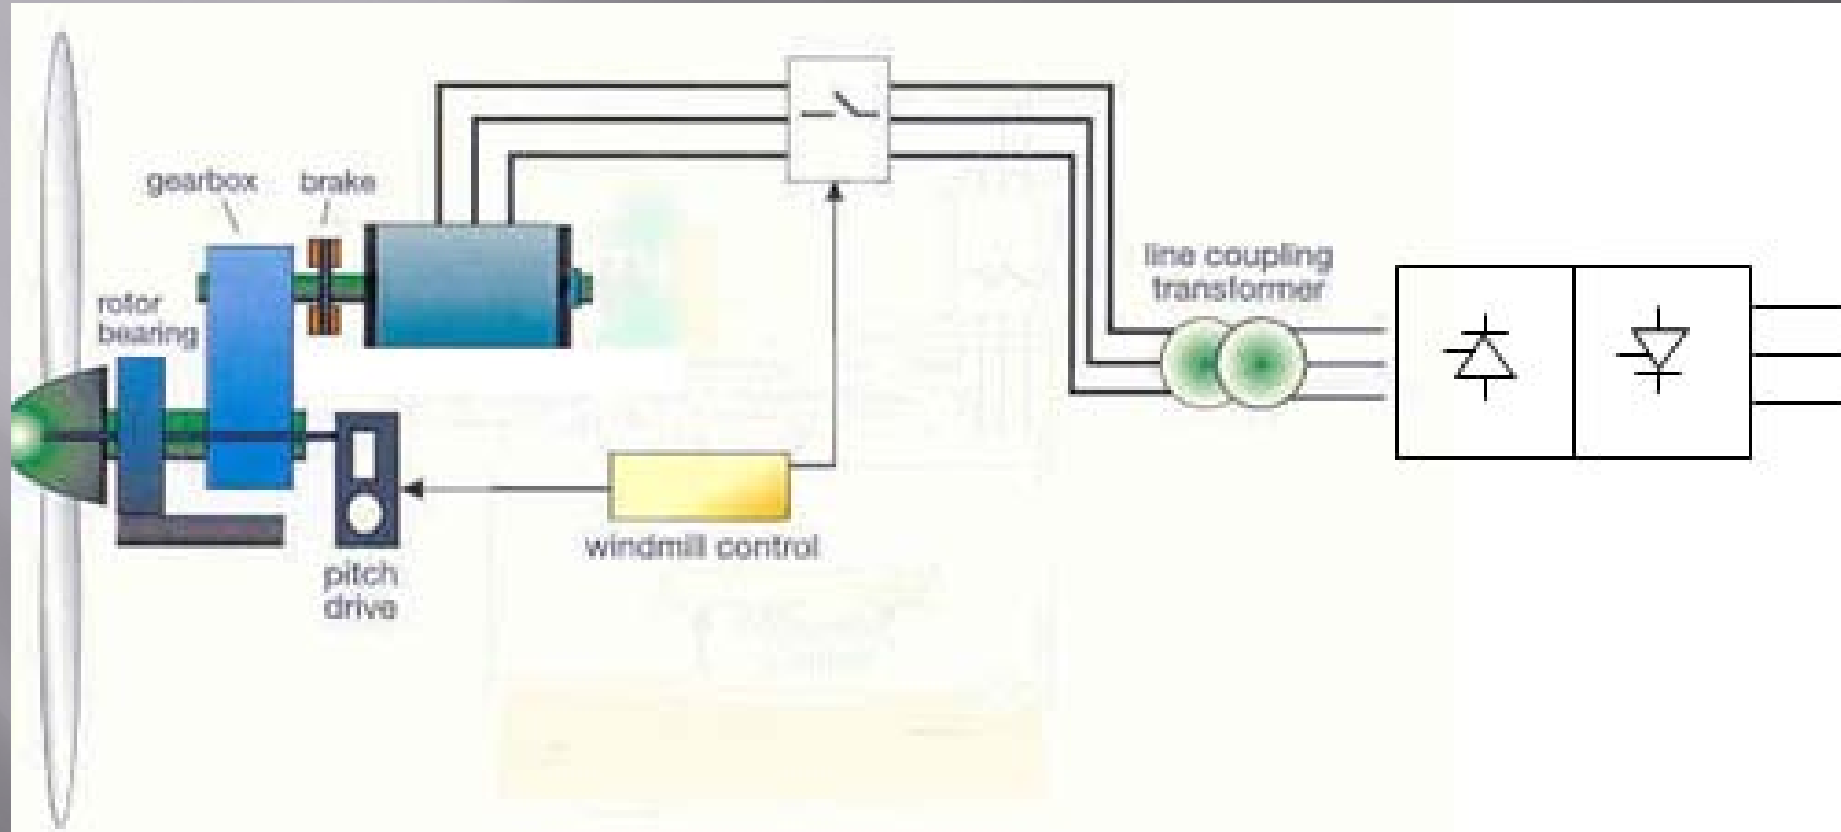 gearbox
brake
rotor
bearing
line coupling
transformer
windmill control
pitch
drive